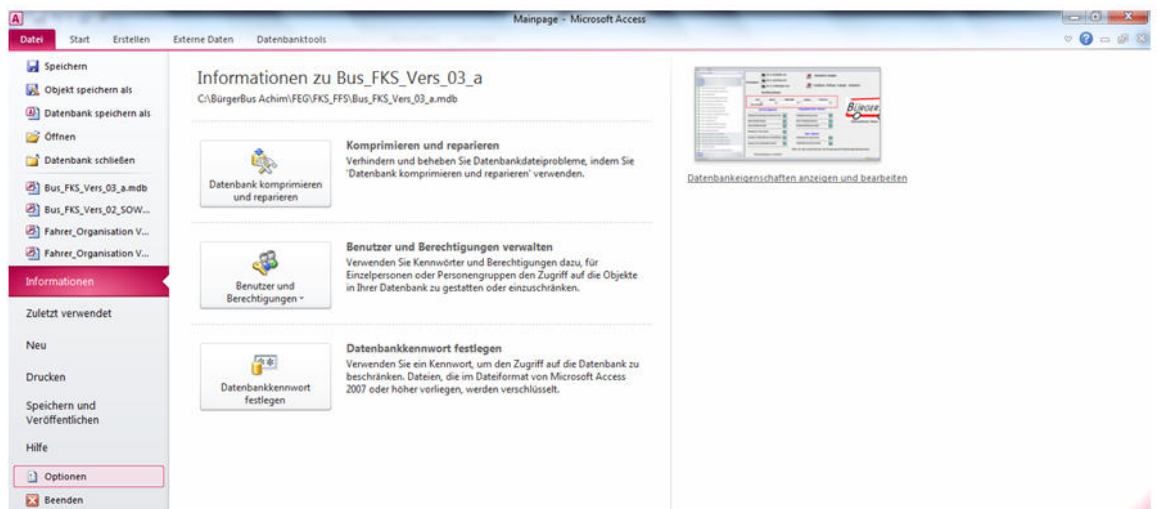 A
Mainpage - Microsoft Access
Datei Start Erstellen Externe Daten Datenbanktools
Speichern
Objekt speichern als
Datenbank speichern als
Öffnen
Datenbank schließen
Bus_FKS_Vers_03_a.mdb
Bus_FKS_Vers_02_SOW...
Fahrer_Organisation V...
Fahrer_Organisation V...
Informationen
Zuletzt verwendet
Neu
Drucken
Speichern und
Veröffentlichen
Hilfe
Optionen
Beenden
Informationen zu Bus_FKS_Vers_03_a
C:\BürgerBus Achim\FEG\FKS_FFS\Bus_FKS_Vers_03_a.mdb
Datenbank komprimieren
und reparieren
Komprimieren und reparieren
Verhindern und beheben Sie Datenbankdateiprobleme, indem Sie
'Datenbank komprimieren und reparieren' verwenden.
Benutzer und
Berechtigungen
Benutzer und Berechtigungen verwalten
Verwenden Sie Kennwörter und Berechtigungen dazu, für
Einzelpersonen oder Personengruppen den Zugriff auf die Objekte
in Ihrer Datenbank zu gestatten oder einzuschränken.
Datenbankkennwort
festlegen
Datenbankkennwort festlegen
Verwenden Sie ein Kennwort, um den Zugriff auf die Datenbank zu
beschränken. Dateien, die im Dateiformat von Microsoft Access
2007 oder höher vorliegen, werden verschlüsselt.
BÜRGER
Datenbankeigenschaften anzeigen und bearbeiten